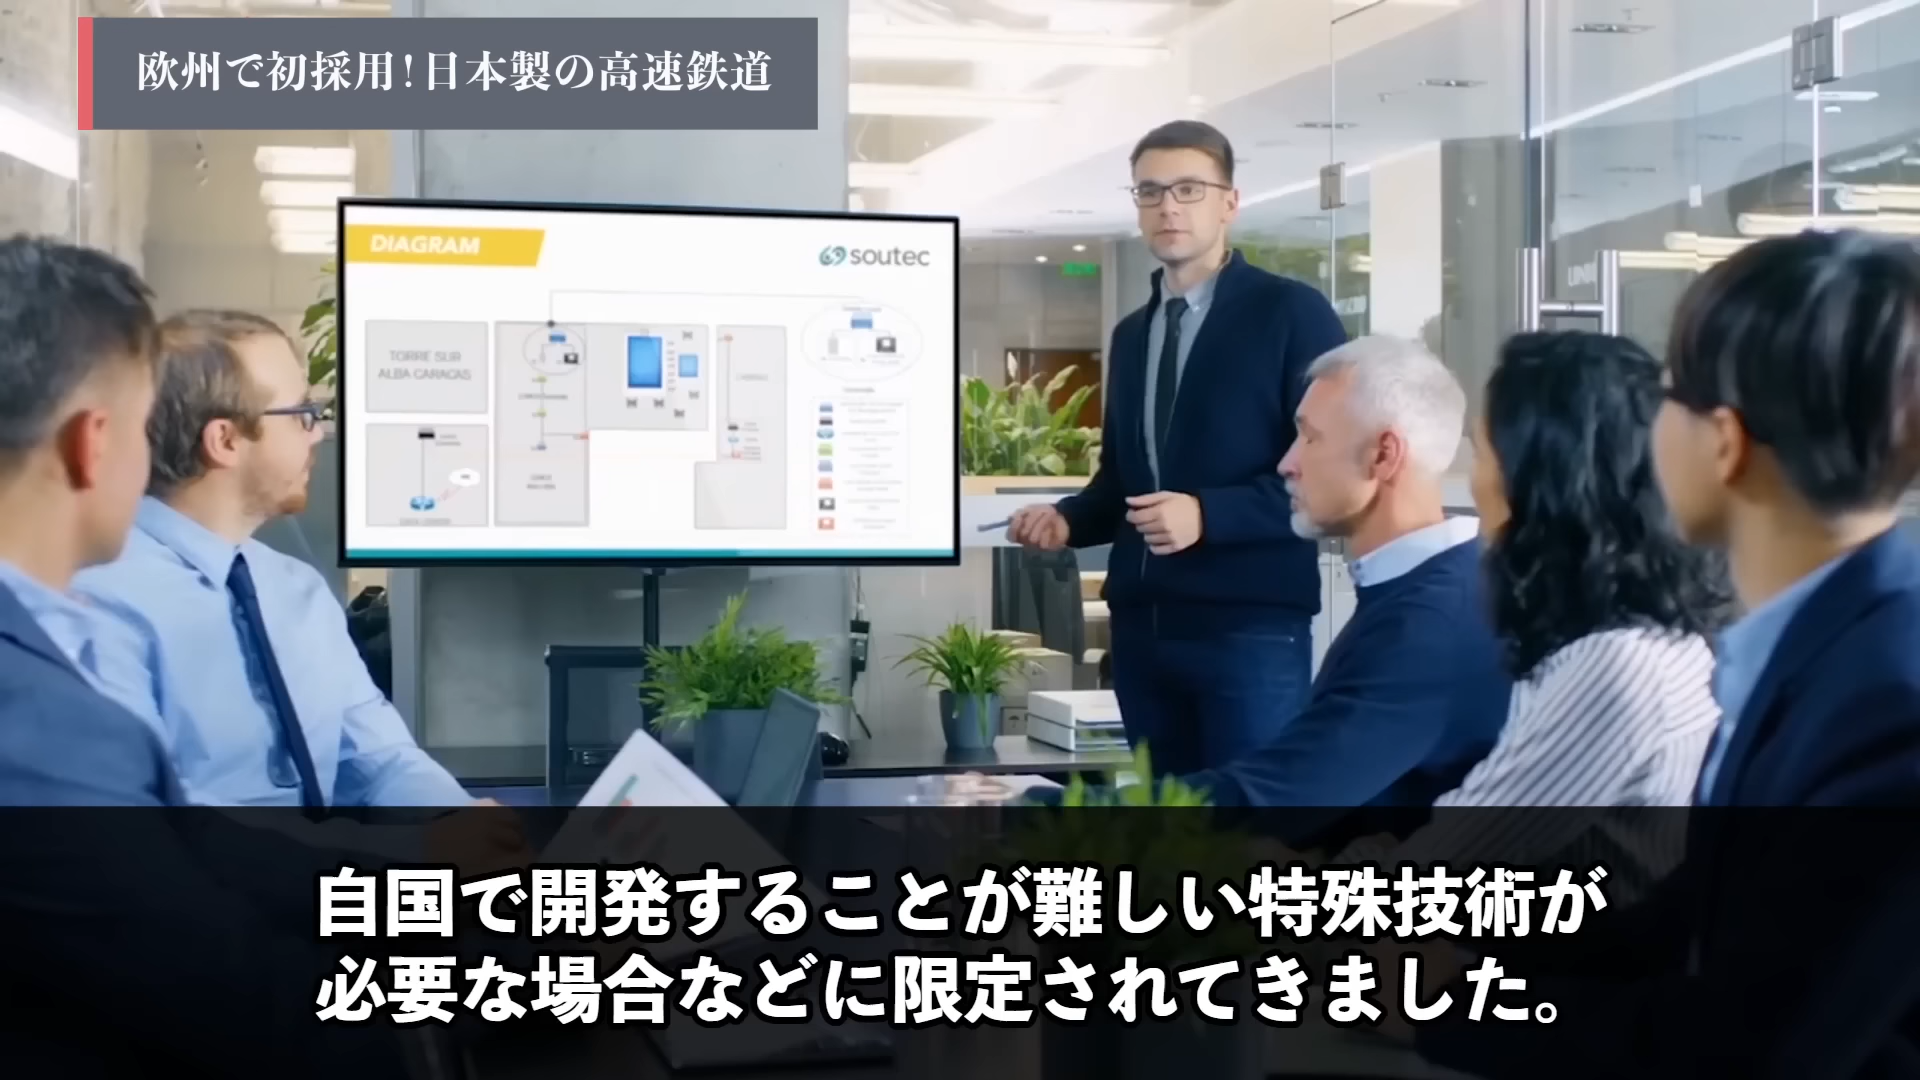 欧州で初採用！日本製の高速鉄道
DIAGRAM
soutec
TORRE SUR
ALBA CARACAS
自国で開発することが難しい特殊技術が
必要な場合などに限定されてきました。